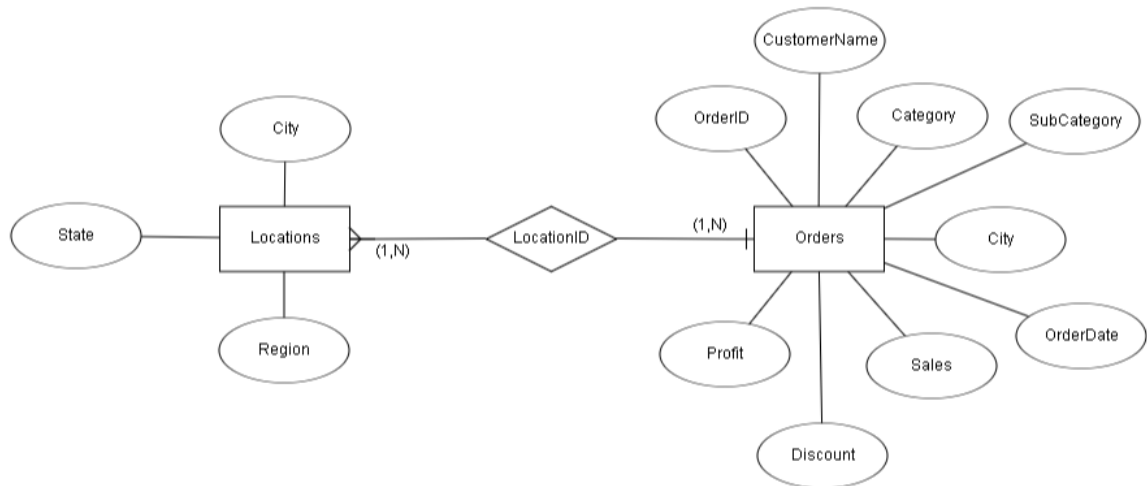 CustomerName
OrderID
Category
SubCategory
City
State
Locations
(1,N)
LocationID
(1,N)
Orders
City
Region
Profit
Sales
OrderDate
Discount